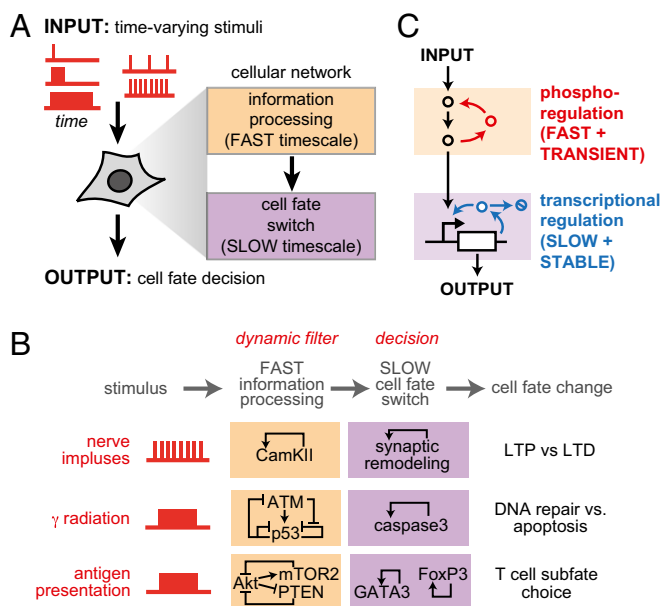 A
INPUT: time-varying stimuli
time
cellular network
information
processing
(FAST timescale)
cell fate
switch
(SLOW timescale)
OUTPUT: cell fate decision
C
INPUT
phospho-
regulation
(FAST +
TRANSIENT)
transcriptional
regulation
(SLOW +
STABLE)
OUTPUT
B
dynamic filter
decision
stimulus
FAST
information
processing
SLOW
cell fate
switch
cell fate change
nerve
impluses
CamKII
synaptic
remodeling
LTP vs LTD
γ radiation
ATM
p53
caspase3
DNA repair vs.
apoptosis
antigen
presentation
Akt
mTOR2
PTEN
GATA3
FoxP3
T cell subfate
choice